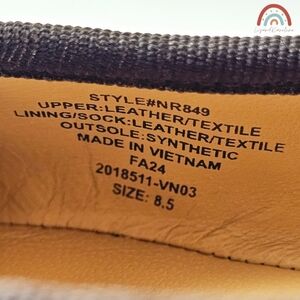 STYLE#NR849
UPPER:LEATHER/TEXTILE
LINING/SOCK:LEATHER/TEXTILE
OUTSOLE:SYNTHETIC
MADE IN VIETNAM
FA24
2018511-VN03
SIZE: 8.5